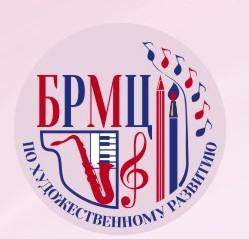 БРМЦ
ПО ХУДОЖЕСТВЕННОМУ РАЗВИТИЮ